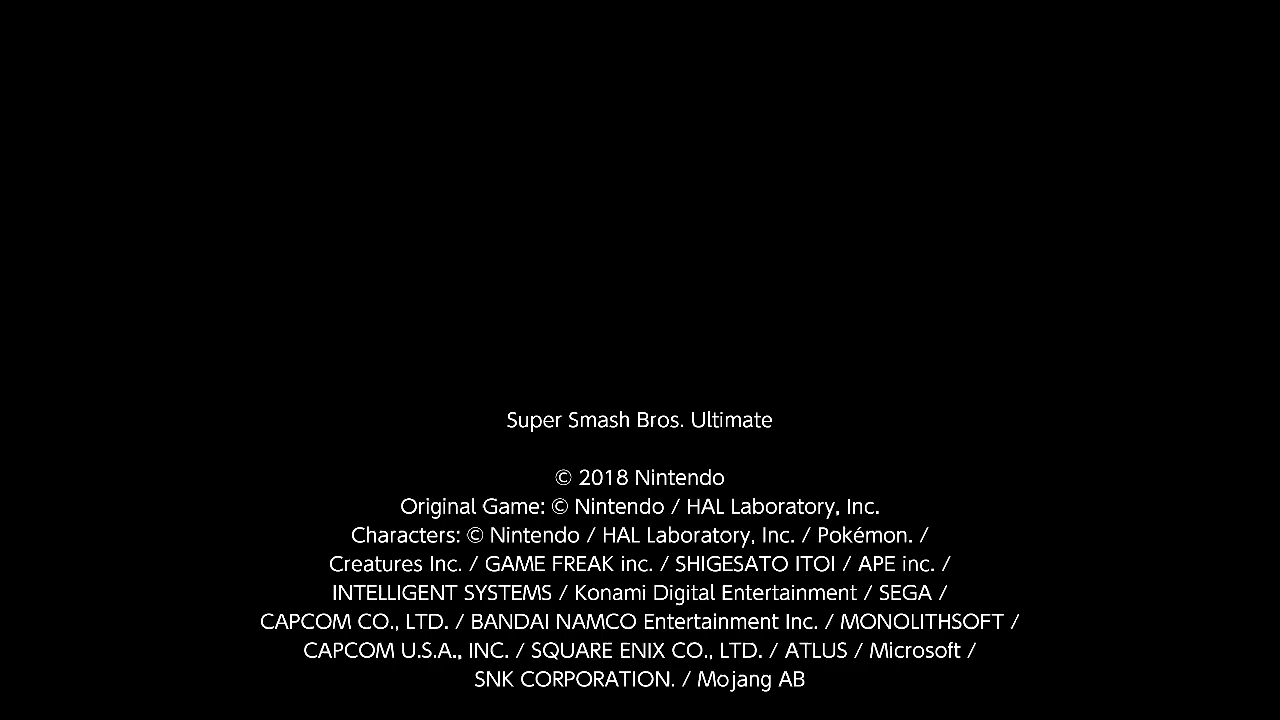 Super Smash Bros. Ultimate
© 2018 Nintendo
Original Game: © Nintendo / HAL Laboratory, Inc.
Characters: © Nintendo / HAL Laboratory, Inc. / Pokémon. /
Creatures Inc. / GAME FREAK inc. / SHIGESATO ITOI / APE inc. /
INTELLIGENT SYSTEMS / Konami Digital Entertainment / SEGA /
CAPCOM CO., LTD. / BANDAI NAMCO Entertainment Inc. / MONOLITHSOFT /
CAPCOM U.S.A., INC. / SQUARE ENIX CO., LTD. / ATLUS / Microsoft /
SNK CORPORATION. / Mojang AB